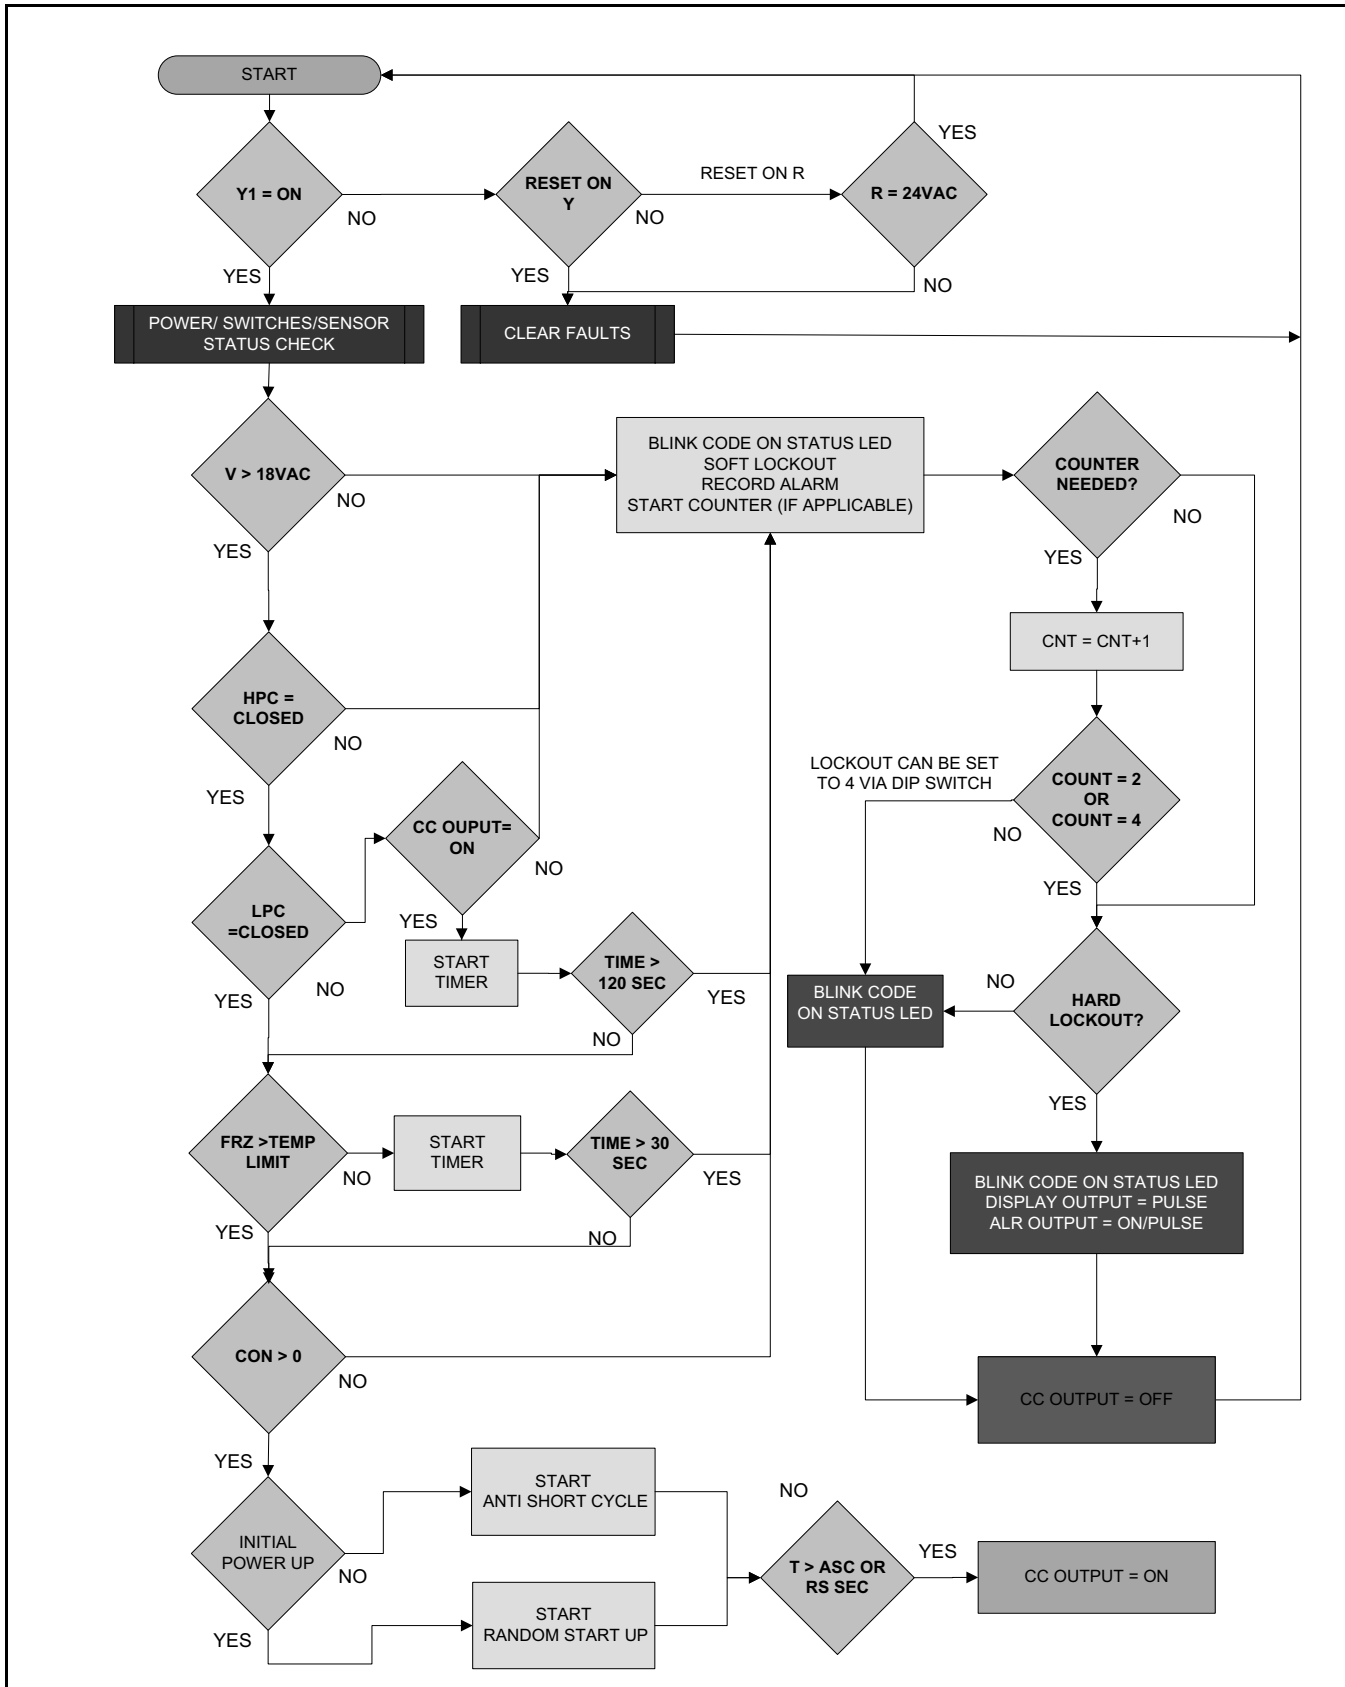 START
YES
Y1 = ON
NO
RESET ON
Y
NO
RESET ON R
R = 24VAC
YES
YES
NO
POWER/ SWITCHES/SENSOR
STATUS CHECK
CLEAR FAULTS
V > 18VAC
NO
YES
BLINK CODE ON STATUS LED
SOFT LOCKOUT
RECORD ALARM
START COUNTER (IF APPLICABLE)
COUNTER
NEEDED?
NO
YES
CNT = CNT+1
HPC =
CLOSED
NO
YES
LOCKOUT CAN BE SET
TO 4 VIA DIP SWITCH
COUNT = 2
OR
COUNT = 4
NO
YES
CC OUPUT=
ON
NO
YES
LPC
=CLOSED
NO
YES
START
TIMER
TIME >
120 SEC
YES
NO
BLINK CODE
ON STATUS LED
NO
HARD
LOCKOUT?
YES
FRZ >TEMP
LIMIT
NO
YES
START
TIMER
TIME > 30
SEC
YES
NO
BLINK CODE ON STATUS LED
DISPLAY OUTPUT = PULSE
ALR OUTPUT = ON/PULSE
CON > 0
NO
YES
CC OUTPUT = OFF
START
ANTI SHORT CYCLE
NO
INITIAL
POWER UP
NO
YES
T > ASC OR
RS SEC
YES
CC OUTPUT = ON
START
RANDOM START UP